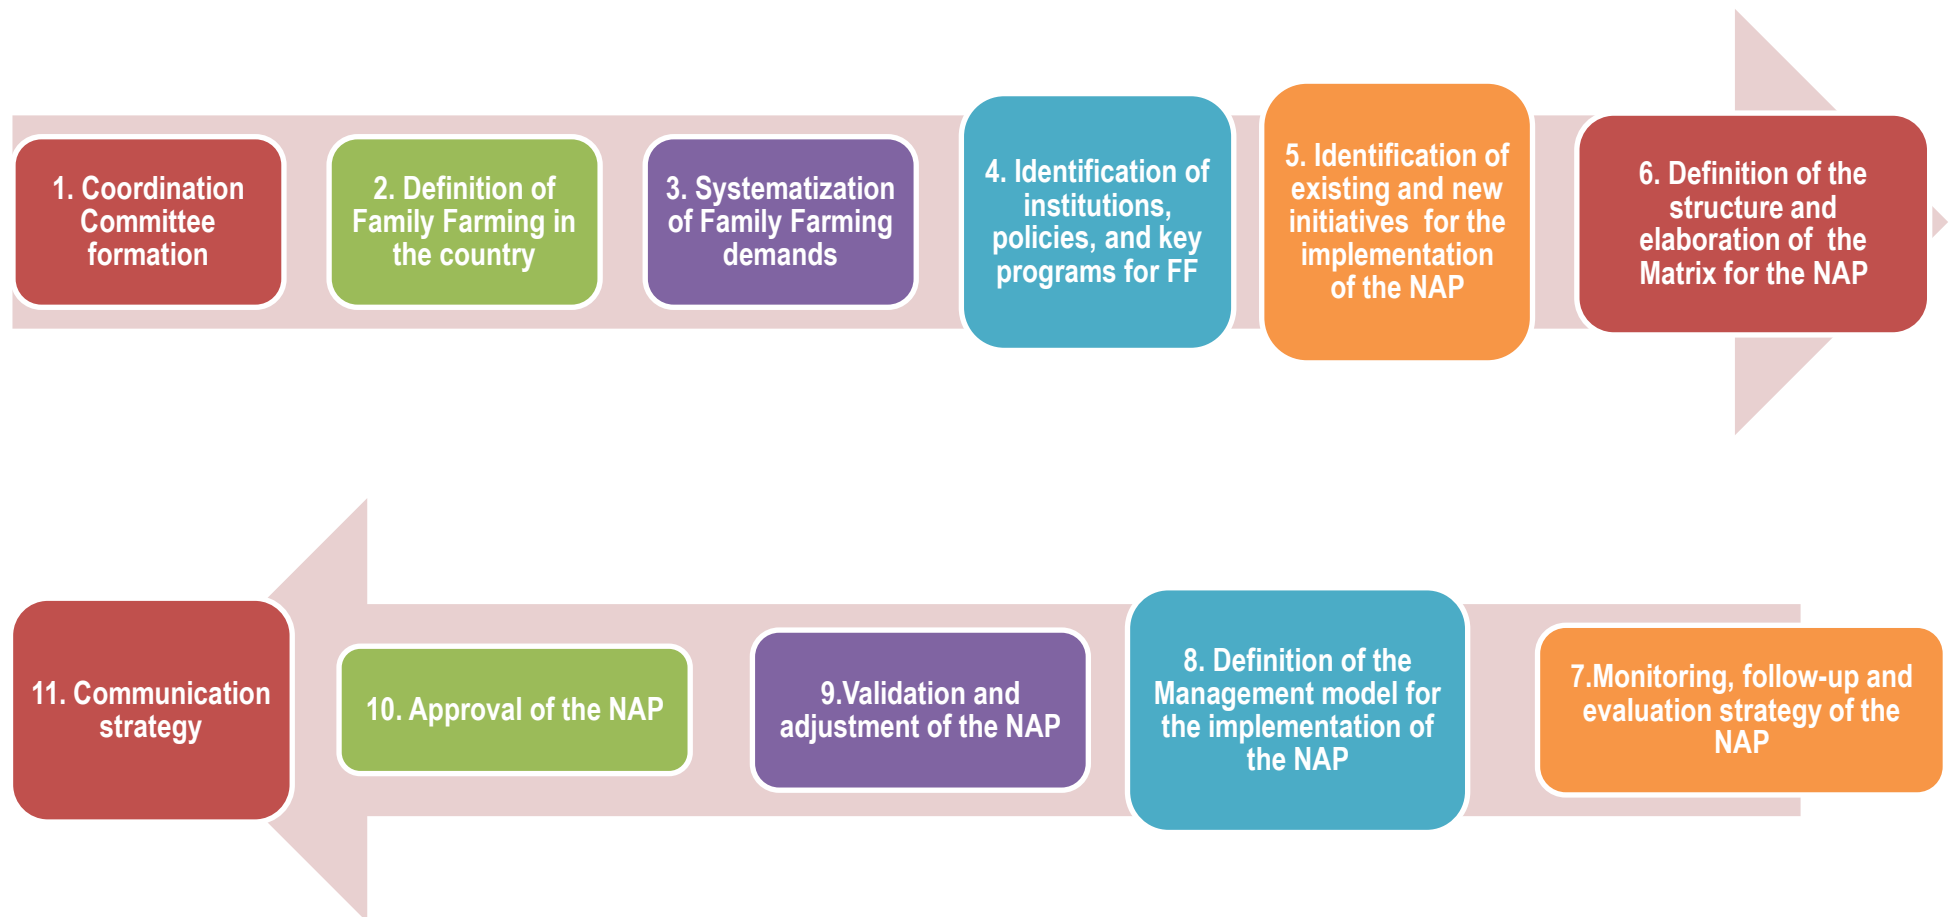 1. Coordination
Committee
formation
2. Definition of
Family Farming in
the country
3. Systematization
of Family Farming
demands
4. Identification of
institutions,
policies, and key
programs for FF
5. Identification of
existing and new
initiatives  for the
implementation
of the NAP
6. Definition of the
structure and
elaboration of  the
Matrix for the NAP
7.Monitoring, follow-up and
evaluation strategy of the
NAP
8. Definition of the
Management model for
the implementation of
the NAP
9.Validation and
adjustment of the NAP
10. Approval of the NAP
11. Communication
strategy